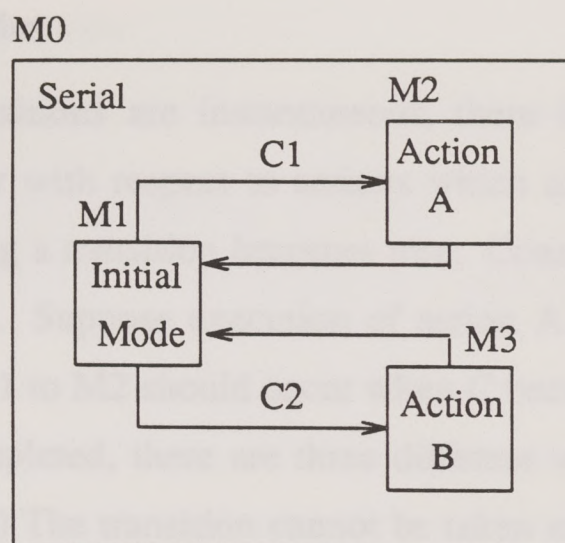 M0
Serial
M2
C1
Action
A
M1
Initial
Mode
M3
C2
Action
B